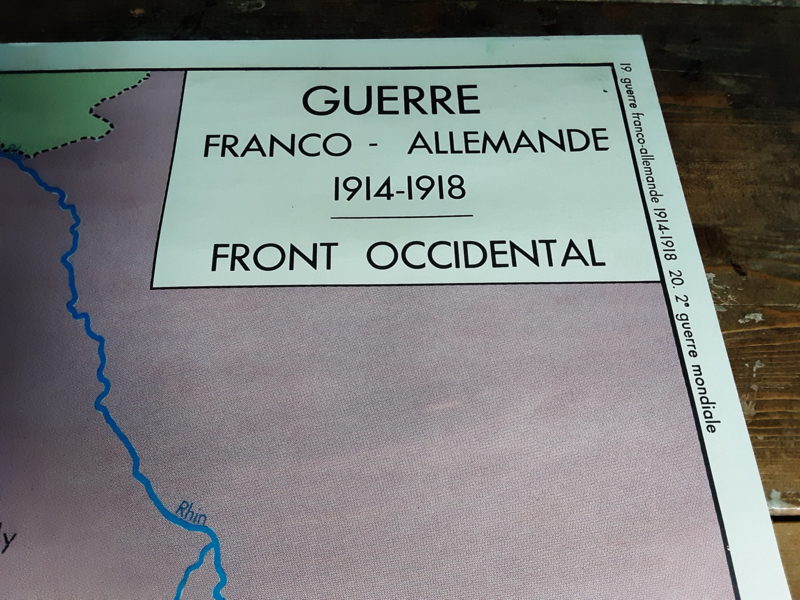 GUERRE
FRANCO - ALLEMANDE
1914-1918
FRONT OCCIDENTAL
19 guerre franco-allemande 1914-1918 20. 2e guerre mondiale
Rhin